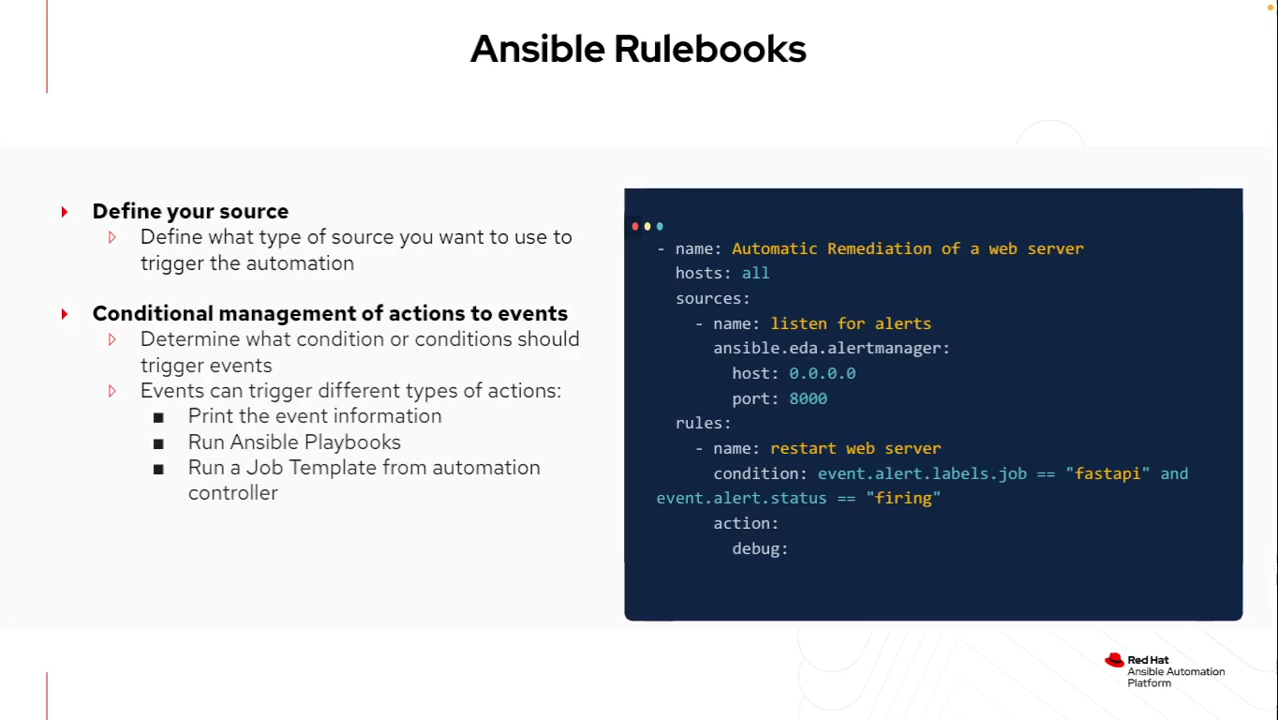 Ansible Rulebooks
Define your source
Define what type of source you want to use to
trigger the automation
Conditional management of actions to events
Determine what condition or conditions should
trigger events
Events can trigger different types of actions:
Print the event information
Run Ansible Playbooks
Run a Job Template from automation
controller
- name: Automatic Remediation of a web server
hosts: all
sources:
- name: listen for alerts
ansible.eda.alertmanager:
host: 0.0.0.0
port: 8000
rules:
- name: restart web server
condition: event.alert.labels.job == "fastapi" and
event.alert.status == "firing"
action:
debug:
Red Hat
Ansible Automation
Platform